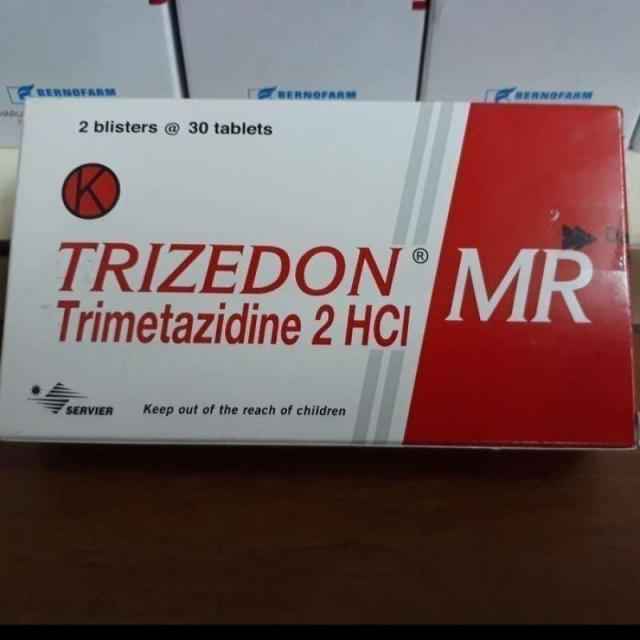 BERNOFARM
BERNOFARM
BERNOFARM
2 blisters @ 30 tablets
K
TRIZEDON® MR
Trimetazidine 2 HCl
SERVIER
Keep out of the reach of children